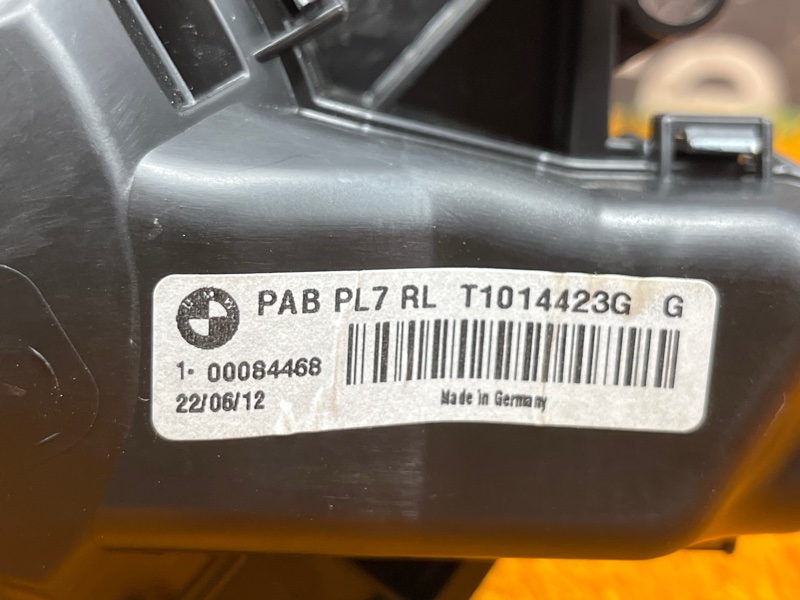 PAB PL7 RL T1014423G G
1- 00084468
22/06/12
Made in Germany